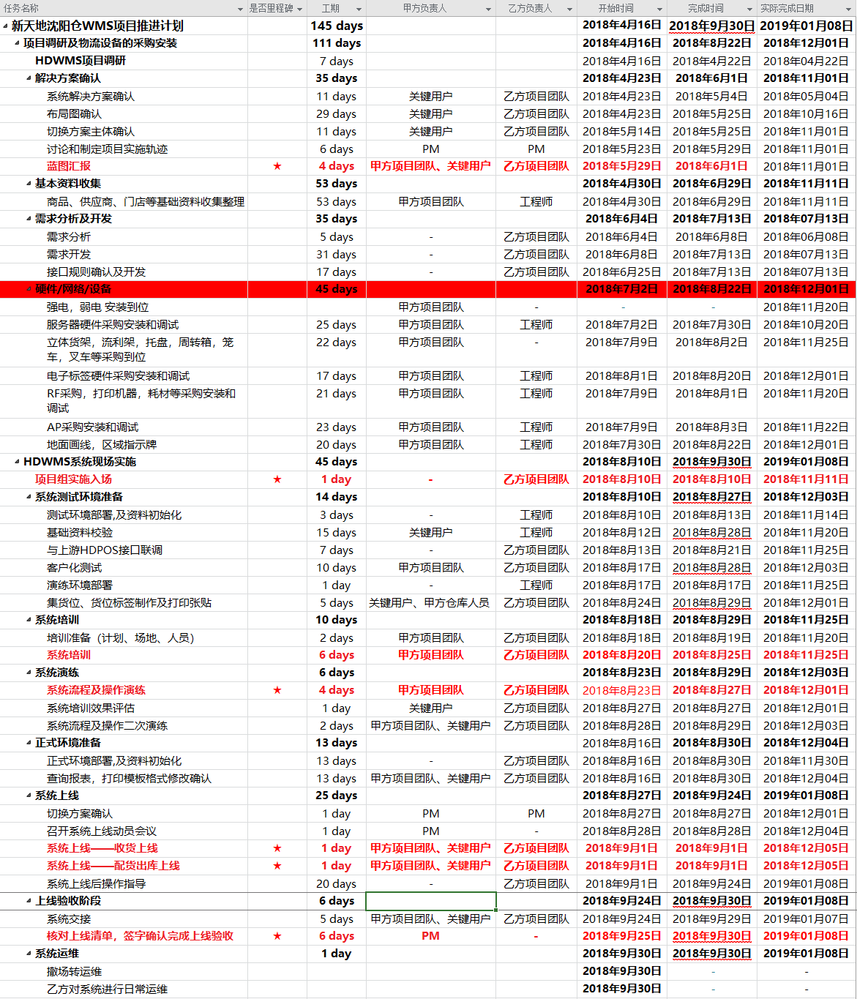 任务名称 是否里程碑 工期 甲方负责人 乙方负责人 开始时间 完成时间 实际完成日期
新天地沈阳仓WMS项目推进计划 145 days 2018年4月16日 2018年9月30日 2019年01月08日
项目调研及物流设备的采购安装 111 days 2018年4月16日 2018年8月22日 2018年12月01日
HDWMS项目调研 7 days 2018年4月16日 2018年4月22日 2018年04月22日
解决方案确认 35 days 2018年4月23日 2018年6月1日 2018年11月01日
系统解决方案确认 11 days 关键用户 乙方项目团队 2018年4月23日 2018年5月4日 2018年05月04日
布局图确认 29 days 关键用户 乙方项目团队 2018年4月23日 2018年5月25日 2018年10月16日
切换方案主体确认 11 days 关键用户 乙方项目团队 2018年5月14日 2018年5月25日 2018年11月01日
讨论和制定项目实施轨迹 6 days PM PM 2018年5月23日 2018年5月29日 2018年11月01日
蓝图汇报 ★ 4 days 甲方项目团队、关键用户 乙方项目团队 2018年5月29日 2018年6月1日 2018年11月01日
基本资料收集 53 days 2018年4月30日 2018年6月29日 2018年11月11日
商品、供应商、门店等基础资料收集整理 53 days 甲方项目团队 工程师 2018年4月30日 2018年6月29日 2018年11月11日
需求分析及开发 35 days 2018年6月4日 2018年7月13日 2018年07月13日
需求分析 5 days - 乙方项目团队 2018年6月4日 2018年6月8日 2018年06月08日
需求开发 31 days - 乙方项目团队 2018年6月8日 2018年7月13日 2018年07月13日
接口规则确认及开发 17 days - 乙方项目团队 2018年6月25日 2018年7月13日 2018年07月13日
硬件/网络/设备 45 days 2018年7月2日 2018年8月22日 2018年12月01日
强电，弱电 安装到位 甲方项目团队 - - - 2018年11月20日
服务器硬件采购安装和调试 25 days 甲方项目团队 工程师 2018年7月2日 2018年7月30日 2018年10月20日
立体货架，流利架，托盘，周转箱，笼 22 days 甲方项目团队 - 2018年7月9日 2018年8月2日 2018年11月25日
车，叉车等采购到位
电子标签硬件采购安装和调试 17 days 甲方项目团队 工程师 2018年8月1日 2018年8月20日 2018年12月01日
RF采购，打印机器，耗材等采购安装和 21 days 甲方项目团队 工程师 2018年7月9日 2018年8月1日 2018年11月20日
调试
AP采购安装和调试 23 days 甲方项目团队 工程师 2018年7月9日 2018年8月3日 2018年11月22日
地面画线，区域指示牌 20 days 甲方项目团队 工程师 2018年7月30日 2018年8月22日 2018年12月01日
HDWMS系统现场实施 45 days 2018年8月10日 2018年9月30日 2019年01月08日
项目组实施入场 ★ 1 day - 乙方项目团队 2018年8月10日 2018年8月10日 2018年11月11日
系统测试环境准备 14 days 2018年8月10日 2018年8月27日 2018年12月03日
测试环境部署,及资料初始化 3 days - 工程师 2018年8月10日 2018年8月13日 2018年11月14日
基础资料校验 15 days 关键用户 工程师 2018年8月12日 2018年8月28日 2018年11月20日
与上游HDPOS接口联调 7 days - 乙方项目团队 2018年8月13日 2018年8月21日 2018年11月25日
客户化测试 10 days 甲方项目团队 乙方项目团队 2018年8月17日 2018年8月28日 2018年12月03日
演练环境部署 1 day - 工程师 2018年8月17日 2018年8月17日 2018年11月25日
集货位、货位标签制作及打印张贴 5 days 关键用户、甲方仓库人员 乙方项目团队 2018年8月24日 2018年8月29日 2018年12月01日
系统培训 10 days 2018年8月18日 2018年8月29日 2018年11月25日
培训准备（计划、场地、人员） 2 days 甲方项目团队 乙方项目团队 2018年8月18日 2018年8月19日 2018年11月20日
系统培训 6 days 甲方项目团队 乙方项目团队 2018年8月20日 2018年8月25日 2018年11月25日
系统演练 6 days 2018年8月23日 2018年8月29日 2018年12月03日
系统流程及操作演练 ★ 4 days 甲方项目团队 乙方项目团队 2018年8月23日 2018年8月27日 2018年12月01日
系统培训效果评估 1 day 关键用户 乙方项目团队 2018年8月27日 2018年8月27日 2018年12月01日
系统流程及操作二次演练 2 days 甲方项目团队、关键用户 乙方项目团队 2018年8月28日 2018年8月29日 2018年12月03日
正式环境准备 13 days 2018年8月16日 2018年8月30日 2018年12月04日
正式环境部署,及资料初始化 13 days - 乙方项目团队 2018年8月16日 2018年8月30日 2018年11月30日
查询报表，打印模板格式修改确认 13 days 甲方项目团队、关键用户 乙方项目团队 2018年8月16日 2018年8月30日 2018年12月04日
系统上线 25 days 2018年8月27日 2018年9月24日 2019年01月08日
切换方案确认 1 day PM PM 2018年8月27日 2018年8月27日 2018年12月01日
召开系统上线动员会议 1 day PM - 2018年8月28日 2018年8月28日 2018年12月04日
系统上线——收货上线 ★ 1 day 甲方项目团队、关键用户 乙方项目团队 2018年9月1日 2018年9月1日 2018年12月05日
系统上线——配货出库上线 ★ 1 day 甲方项目团队、关键用户 乙方项目团队 2018年9月1日 2018年9月1日 2018年12月05日
系统上线后操作指导 20 days - 乙方项目团队 2018年9月1日 2018年9月24日 2019年01月08日
上线验收阶段 6 days 2018年9月24日 2018年9月30日 2019年01月08日
系统交接 5 days 甲方项目团队、关键用户 乙方项目团队 2018年9月24日 2018年9月29日 2019年01月07日
核对上线清单，签字确认完成上线验收 ★ 6 days PM - 2018年9月25日 2018年9月30日 2019年01月08日
系统运维 1 day 2018年9月30日 2018年9月30日 2019年01月08日
撤场转运维 2018年9月30日 - -
乙方对系统进行日常运维 2018年9月30日 - -